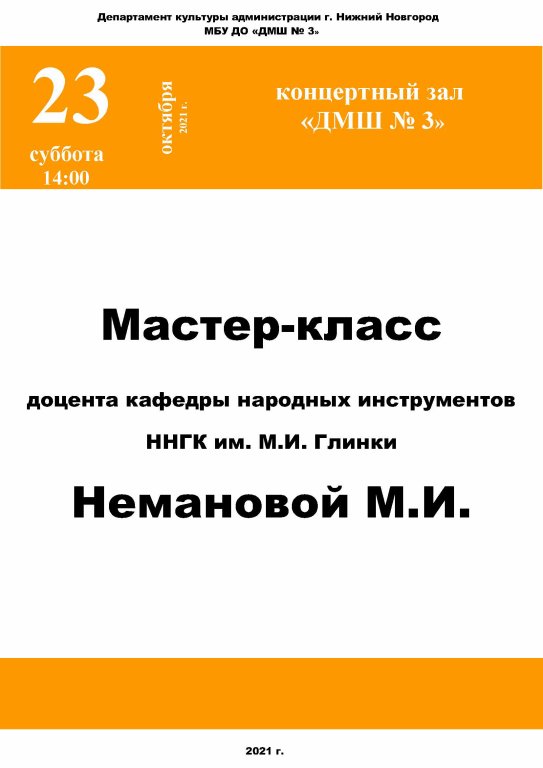 Департамент культуры администрации г. Нижний Новгород
МБУ ДО «ДМШ № 3»
23
суббота
14:00
октября
2021 г.
концертный зал
«ДМШ № 3»
Мастер-класс
доцента кафедры народных инструментов
ННГК им. М.И. Глинки
Немановой М.И.
2021 г.